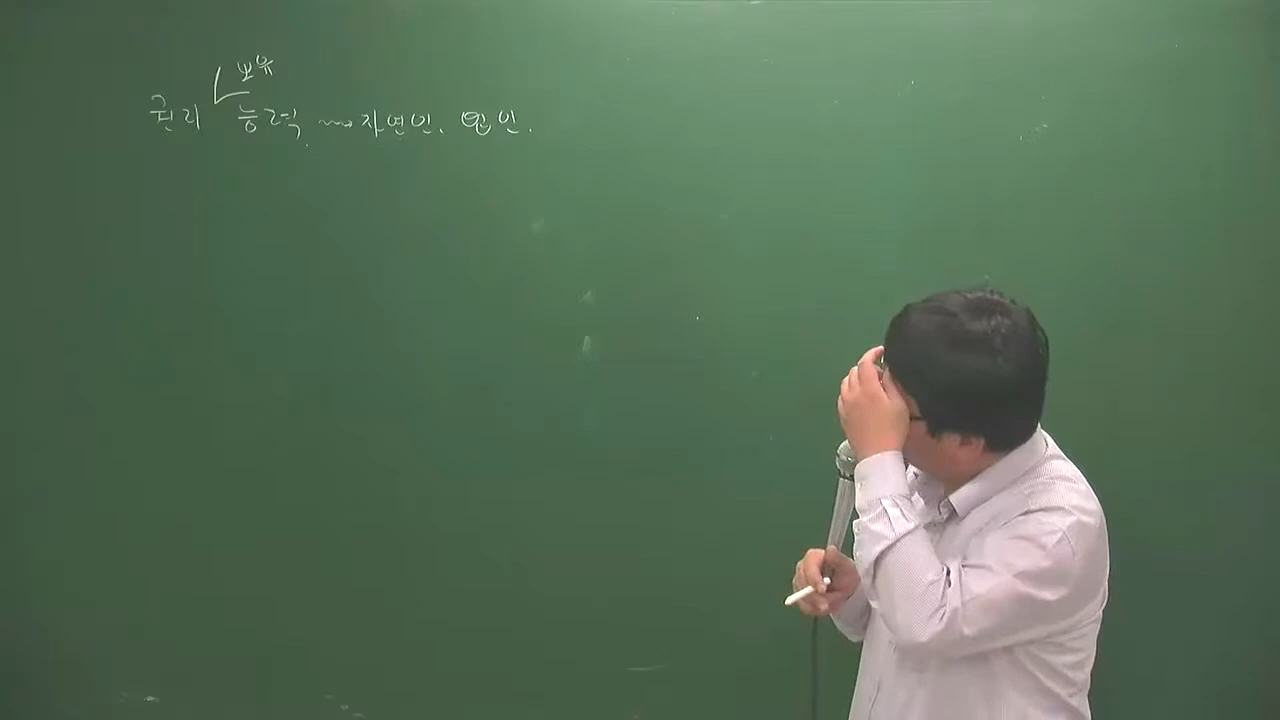 보유
권리 능력 → 자연인, 법인.